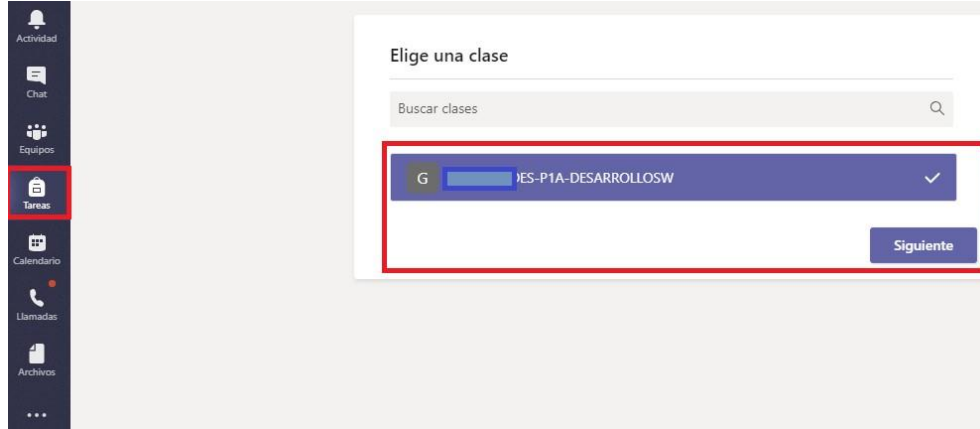 Actividad
Chat
Equipos
Tareas
Calendario
Llamadas
Archivos
Elige una clase
Buscar clases
G
ES-P1A-DESARROLLOSW
Siguiente